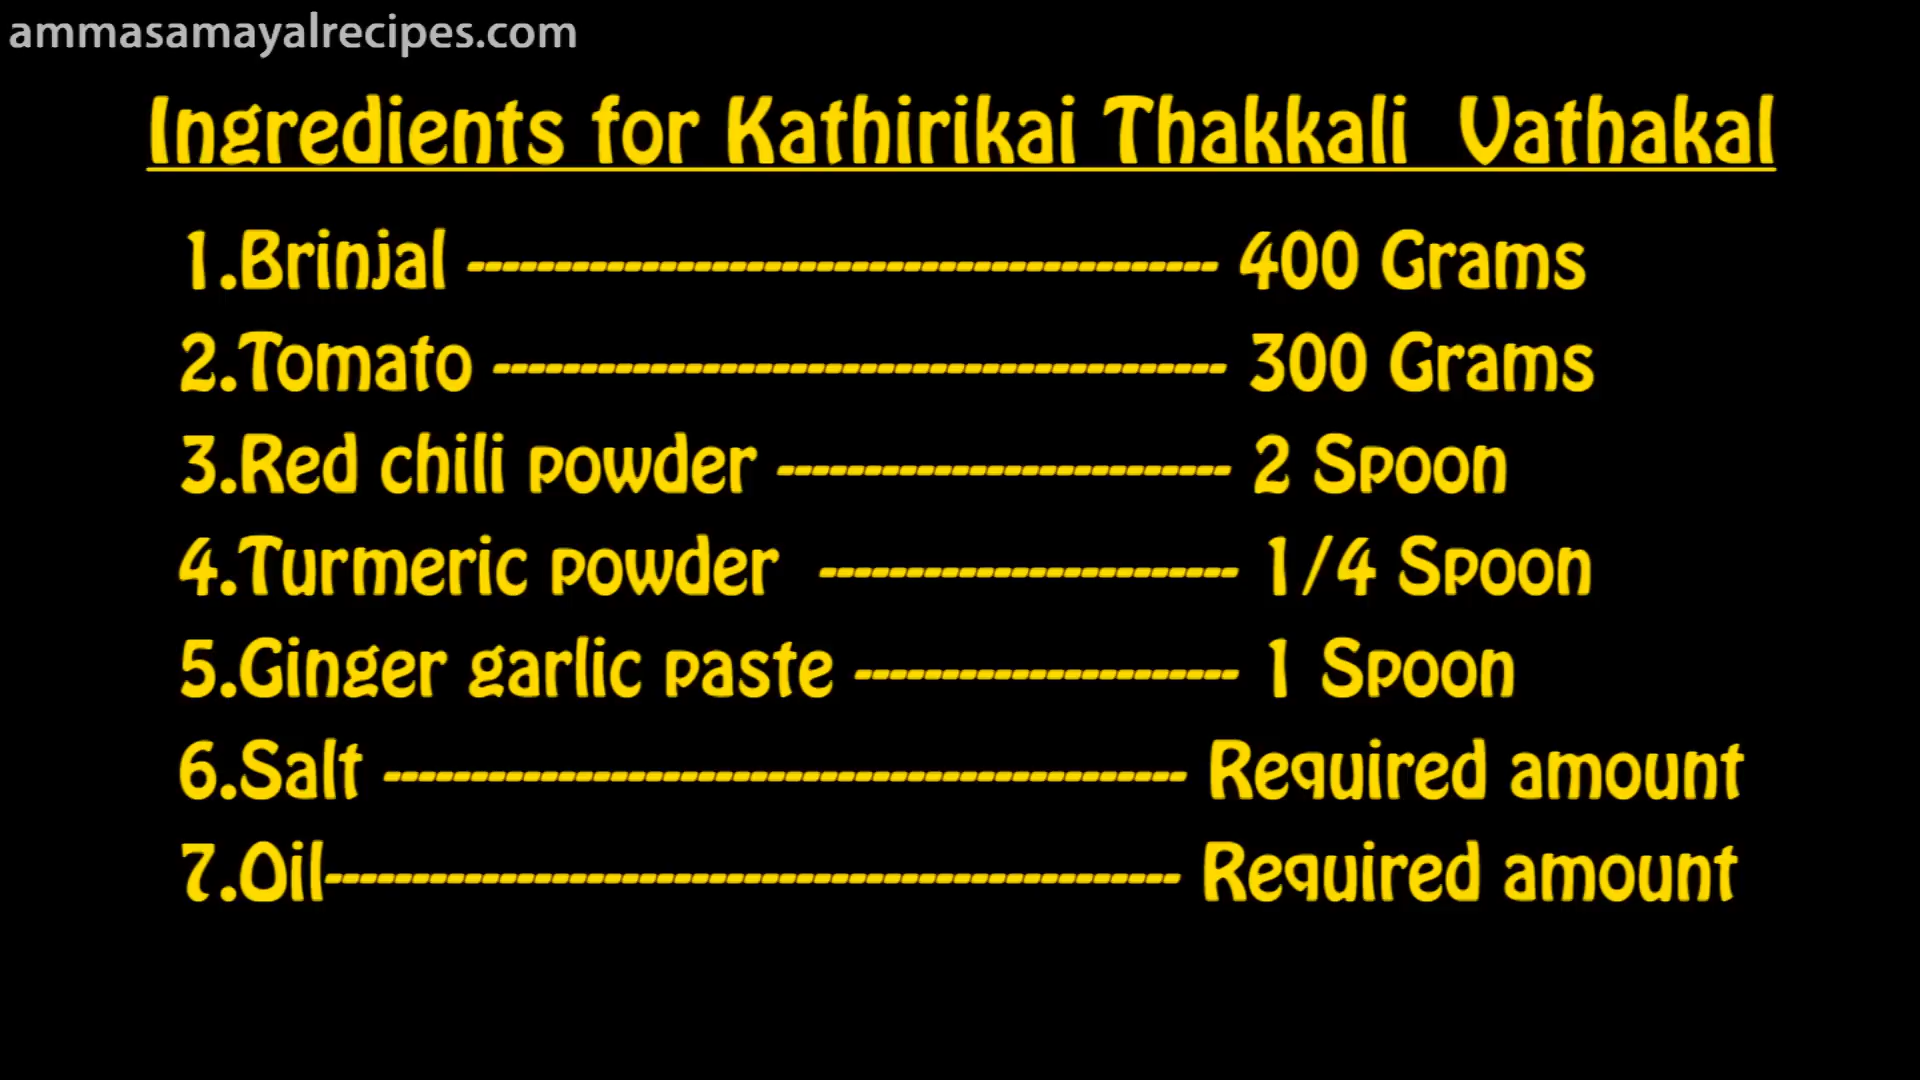 ammasamayalrecipes.com
Ingredients for Kathirikai Thakkali  Vathakal
1.Brinjal ------------------------------------------- 400 Grams
2.Tomato ------------------------------------------ 300 Grams
3.Red chili powder -------------------------- 2 Spoon
4.Turmeric powder  ------------------------ 1/4 Spoon
5.Ginger garlic paste ---------------------- 1 Spoon
6.Salt ---------------------------------------------- Required amount
7.Oil------------------------------------------------- Required amount